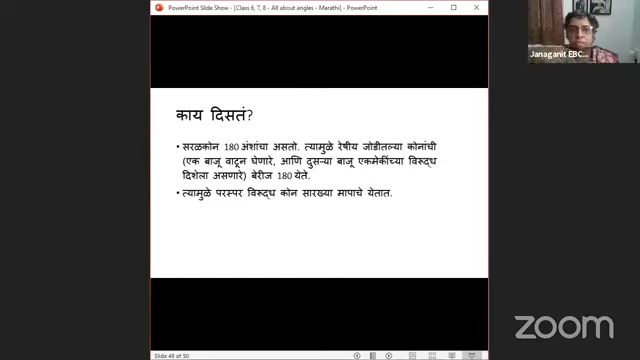 PowerPoint Slide Show - [Class 6, 7, 8 - All about angles - Marathi] - PowerPoint
Janaganit EBC...
काय दिसतं?
• सरळकोन 180 अंशांचा असतो. त्यामुळे रेषीय जोडीतल्या कोनांची
(एक बाजू वाटून घेणारे, आणि दुसऱ्या बाजू एकमेकींच्या विरूद्ध
दिशेला असणारे) बेरीज 180 येते.
• त्यामुळे परस्पर विरूद्ध कोन सारख्या मापाचे येतात.
zoom
Slide 49 of 50